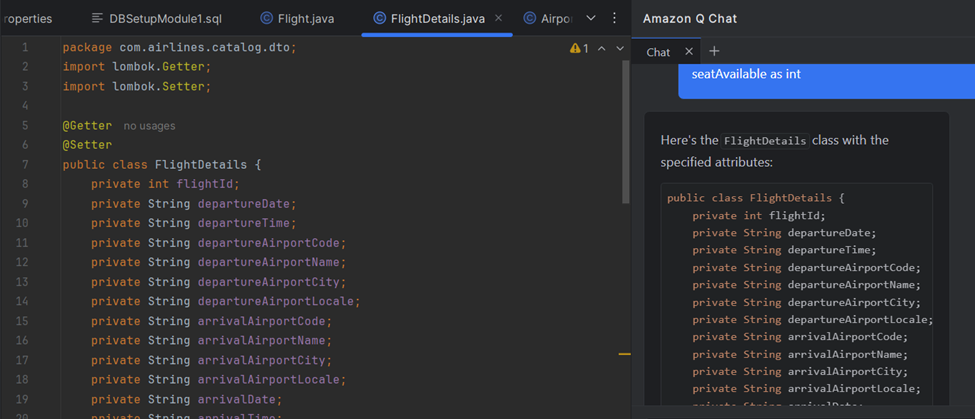 roperties DBSetupModule1.sql Flight.java FlightDetails.java Airpo
1 package com.airlines.catalog.dto; 1
2 import lombok.Getter;
3 import lombok.Setter;
4
5 @Getter no usages
6 @Setter
7 public class FlightDetails {
8 private int flightId;
9 private String departureDate;
10 private String departureTime;
11 private String departureAirportCode;
12 private String departureAirportName;
13 private String departureAirportCity;
14 private String departureAirportLocale;
15 private String arrivalAirportCode;
16 private String arrivalAirportName;
17 private String arrivalAirportCity;
18 private String arrivalAirportLocale;
19 private String arrivalDate;
20 private String arrivalTime;
Amazon Q Chat
Chat
seatAvailable as int
Here's the FlightDetails class with the
specified attributes:
public class FlightDetails {
private int flightId;
private String departureDate;
private String departureTime;
private String departureAirportCode;
private String departureAirportName;
private String departureAirportCity;
private String departureAirportLocale;
private String arrivalAirportCode;
private String arrivalAirportName;
private String arrivalAirportCity;
private String arrivalAirportLocale;
private String arrivalDate;